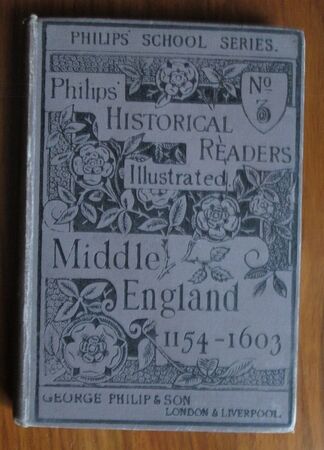 PHILIPS' SCHOOL SERIES.
Philips'
No
3
HISTORICAL
READERS
Illustrated
Middle
England
1154-1603
GEORGE PHILIP & SON
LONDON & LIVERPOOL